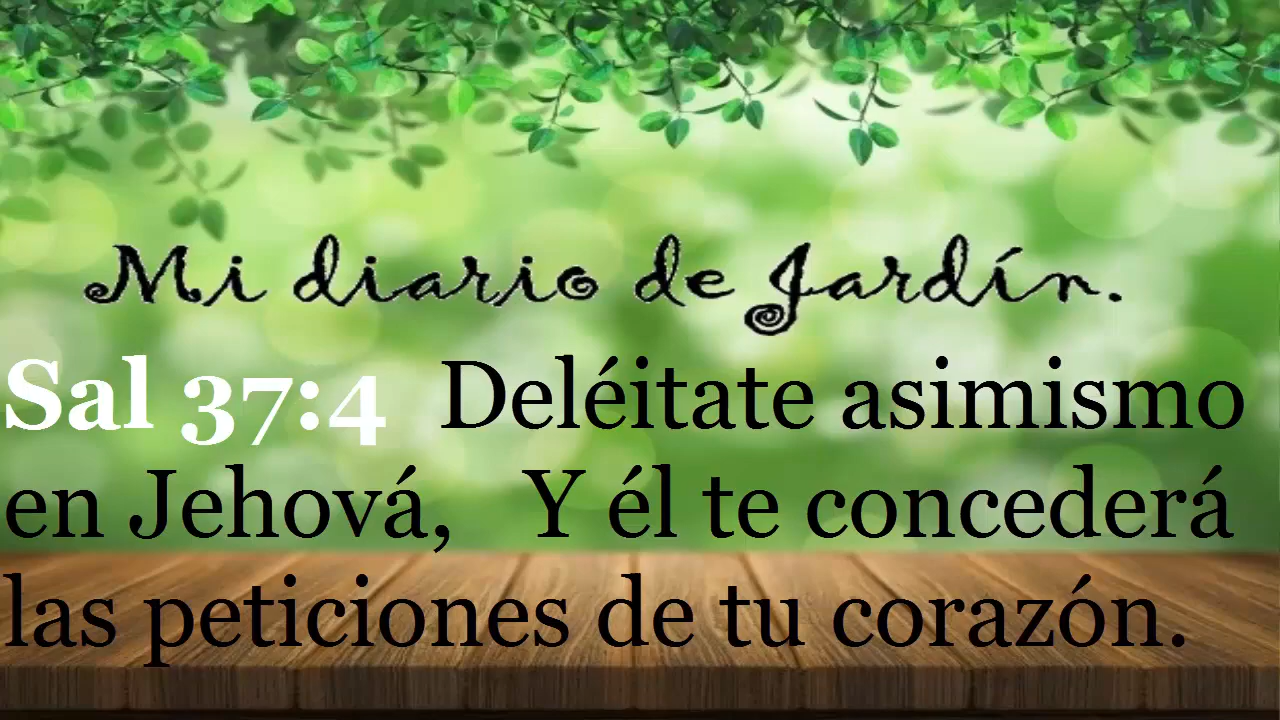 Mi diario de Jardín.
Sal 37:4 Deléitate asimismo
en Jehová, Y él te concederá
las peticiones de tu corazón.